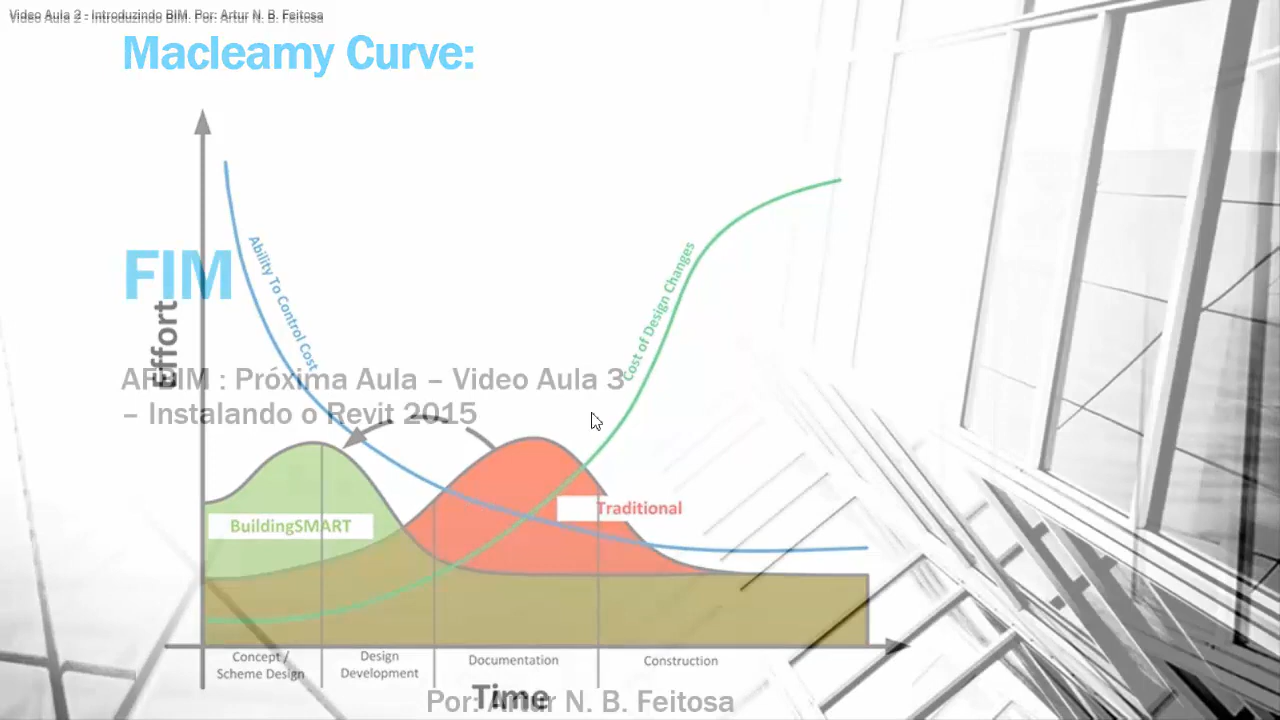 Video Aula 2 - Introduzindo BIM. Por: Artur N. B. Feitosa
Macleamy Curve:
FIM
Effort
Ability To Control Cost
Cost of Design Changes
: Próxima Aula – Video Aula 3
– Instalando o Revit 2015
Traditional
BuildingSMART
Concept /
Scheme Design
Design
Development
Documentation
Construction
Time
Por: Artur N. B. Feitosa